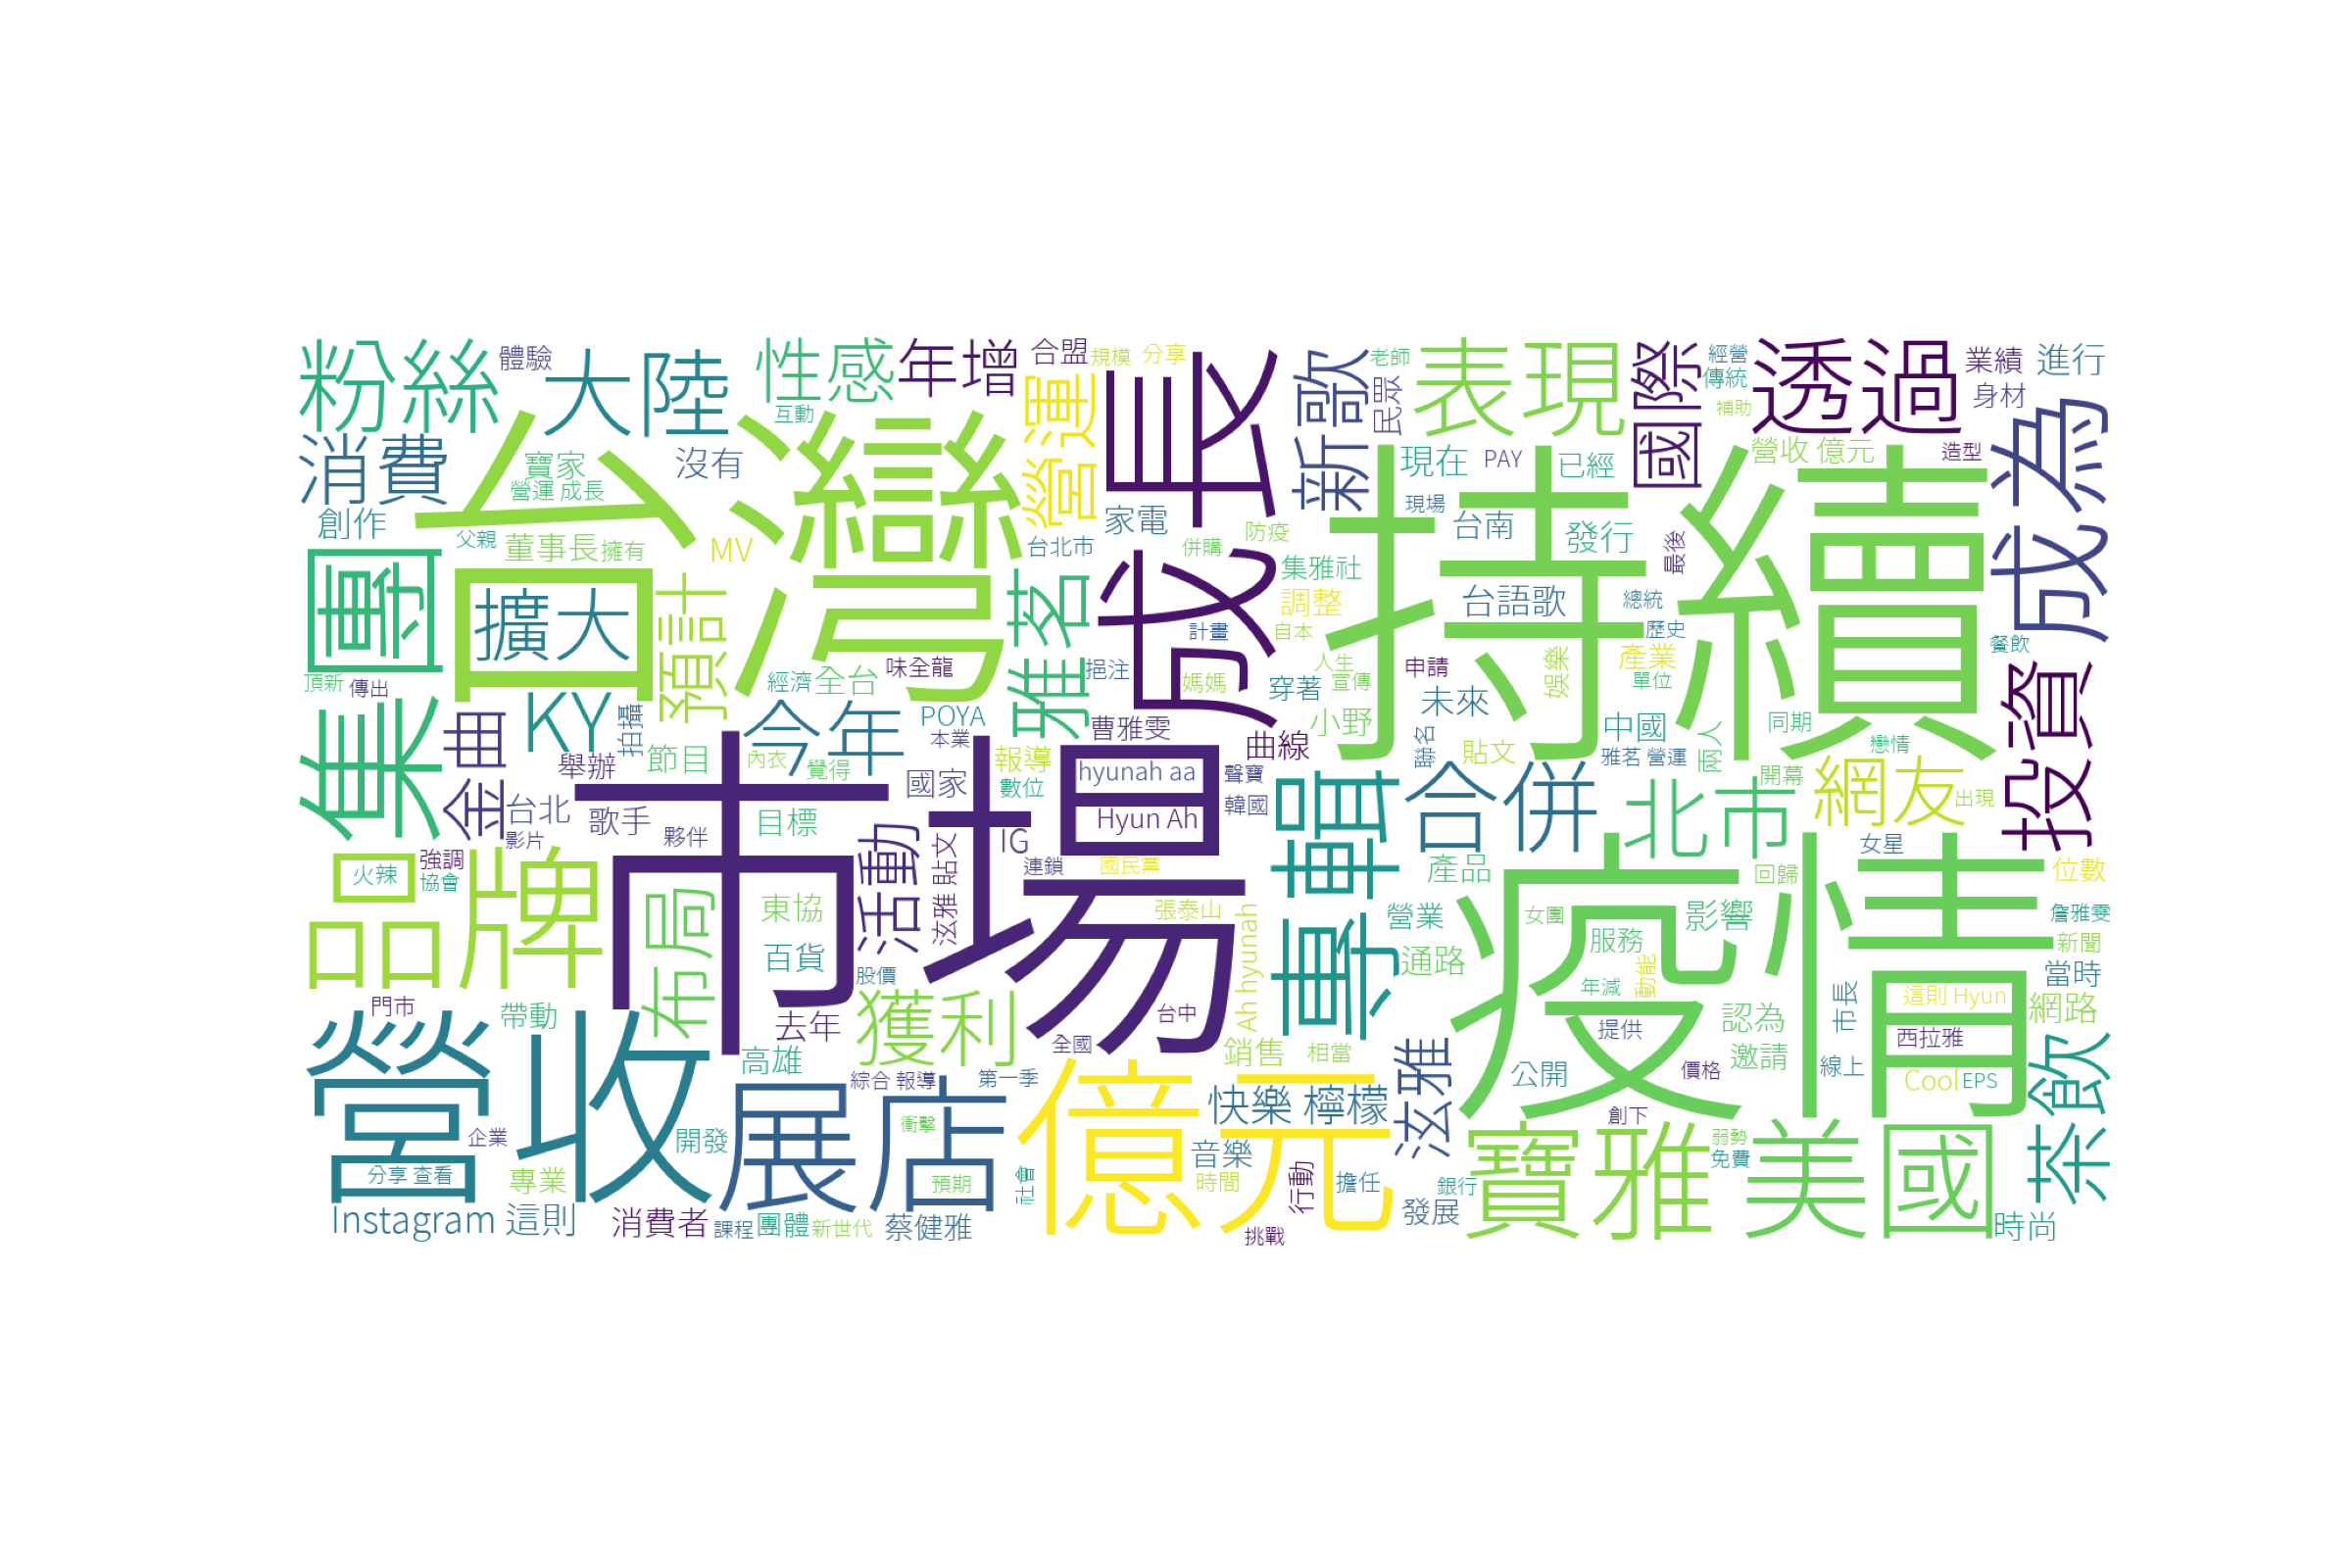 粉絲
體驗
大陸
性感
年增
合盟
規模
分享
成長
新歌
老師
民眾
表現
國際
經營
傳統
透過
業績
進行
身材
成為
互動
補助
消費
寶家
營運 成長
沒有
台灣
營運
家電
持續
現在
PAY
已經
營收 億元
造型
創作
父親
董事長
擁有
MV
台北市
併購
防疫
現場
台南
發行
最後
集團
擴大
預計
雅茗
集雅社
調整
台語歌
總統
計畫
自本
歷史
餐飲
頂新
傳出
經濟
全台
味全龍
挹注
媽媽
人生
宣傳
穿著
申請
娛樂
產業
單位
投資
金曲
KY
拍攝
今年
POYA
本業
曹雅雯
曲線
小野
未來
聯名
中國
兩人
同期
舉辦
節目
內衣
覺得
國家
報導
數位
hyunah aa
聲寶
貼文
雅茗 營運
戀情
台北
影片
歌手
夥伴
目標
市場
Hyun Ah
韓國
專輯
合併
北市
開幕
網友
出現
IG
品牌
火辣
強調
協會
布局
東協
活動
泫雅 貼文
連鎖
國民黨
產品
疫情
回歸
女星
位數
張泰山
Ah hyunah
營業
女團
影響
詹雅雯
百貨
股價
通路
服務
新聞
門市
帶動
獲利
台中
年減
動能
市長
這則 Hyun
當時
網路
營收
去年
全國
提供
認為
西拉雅
高雄
綜合 報導
第一季
銷售
相當
泫雅
公開
價格
邀請
線上
Cool
EPS
茶飲
展店
衝擊
億元
快樂 檸檬
創下
企業
開發
音樂
寶雅
弱勢
免費
美國
分享 查看
專業
預期
社會
時間
行動
擔任
銀行
Instagram 這則
消費者
課程
團體
新世代
蔡健雅
挑戰
發展
時尚